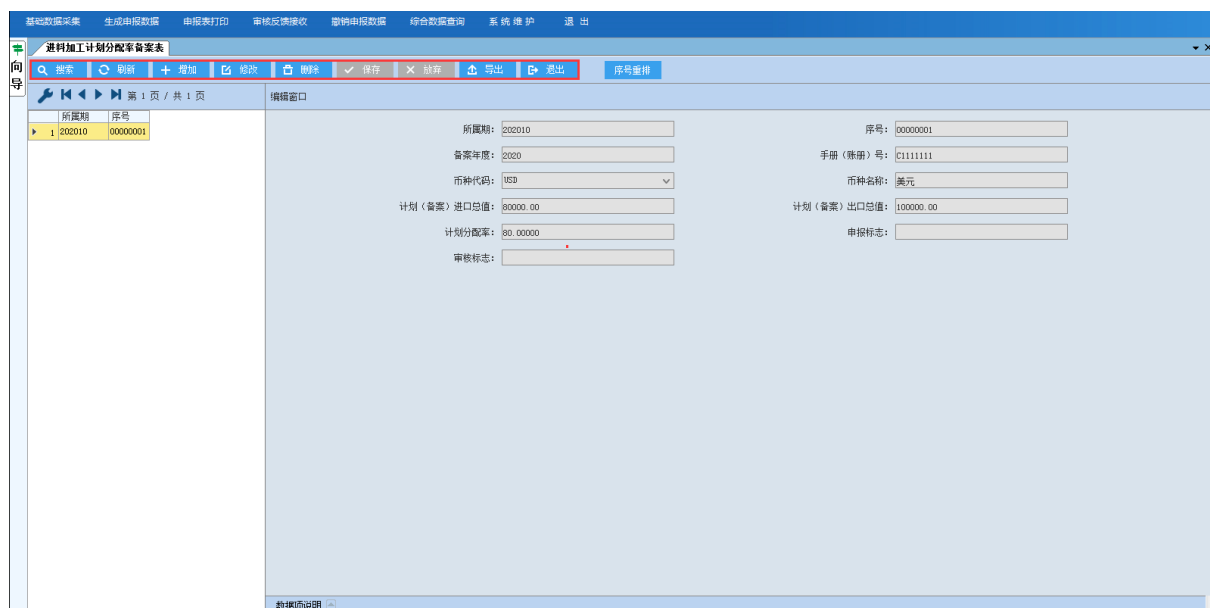 基础数据采集 生成申报数据 申报表打印 审核反馈接收 撤销申报数据 综合数据查询 系统维护 退出
进料加工计划分配率备案表
向导
搜索 刷新 增加 修改 删除 保存 放弃 导出 退出 序号重排
第 1 页 / 共 1 页 编辑窗口
所属期 序号
1 202010 00000001
所属期: 202010 序号: 00000001
备案年度: 2020 手册（账册）号: C1111111
币种代码: USD 币种名称: 美元
计划（备案）进口总值: 80000.00 计划（备案）出口总值: 100000.00
计划分配率: 80.00000 申报标志:
审核标志:
数据项说明